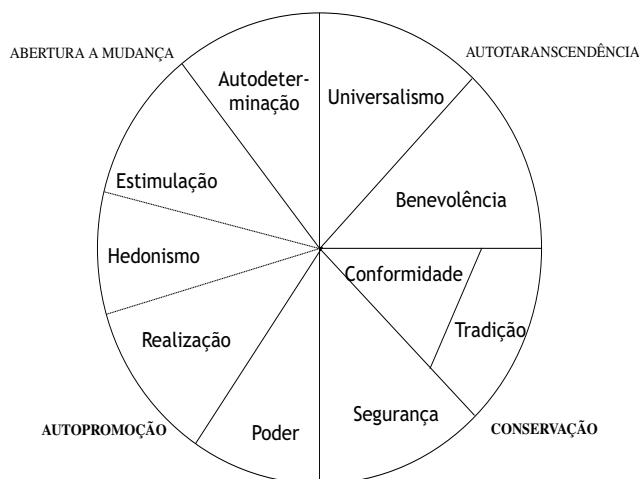 ABERTURA A MUDANÇA
AUTOTARANSCENDÊNCIA
Autodeter-
minação
Universalismo
Estimulação
Benevolência
Hedonismo
Conformidade
Realização
Tradição
Segurança
Poder
AUTOPROMOÇÃO
CONSERVAÇÃO